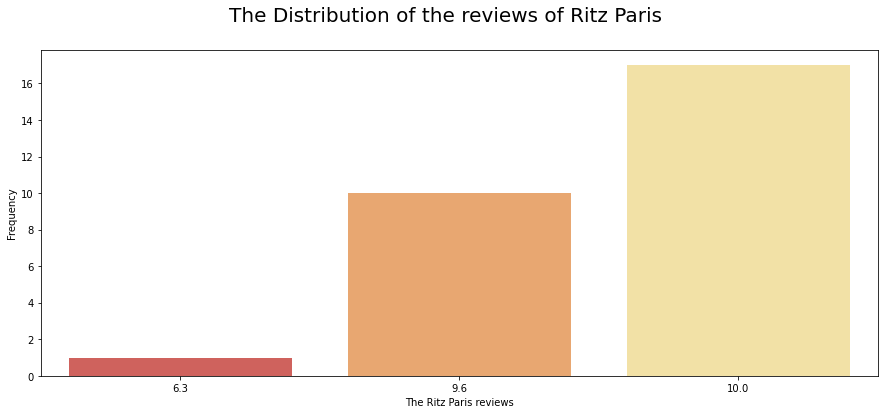 The Distribution of the reviews of Ritz Paris
Frequency
16
14
12
10
8
6
4
2
0
6.3 9.6 10.0
The Ritz Paris reviews